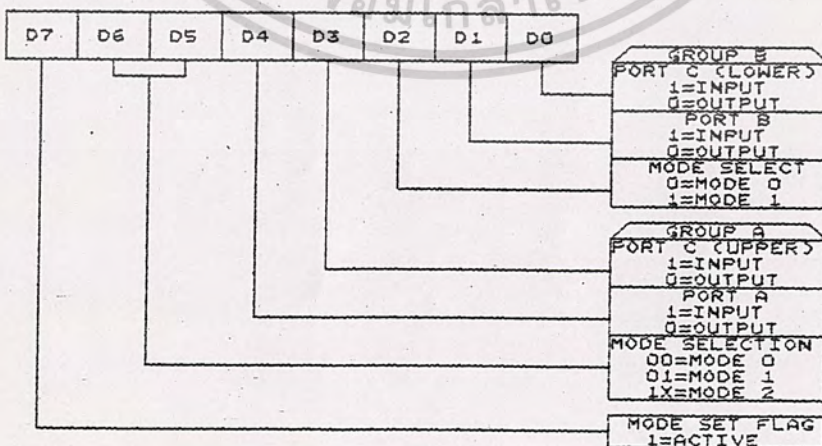 D7 D6 D5 D4 D3 D2 D1 D0
GROUP B
PORT C (LOWER)
1=INPUT
0=OUTPUT
PORT B
1=INPUT
0=OUTPUT
MODE SELECT
0=MODE 0
1=MODE 1
GROUP A
PORT C (UPPER)
1=INPUT
0=OUTPUT
PORT A
1=INPUT
0=OUTPUT
MODE SELECTION
00=MODE 0
01=MODE 1
1X=MODE 2
MODE SET FLAG
1=ACTIVE